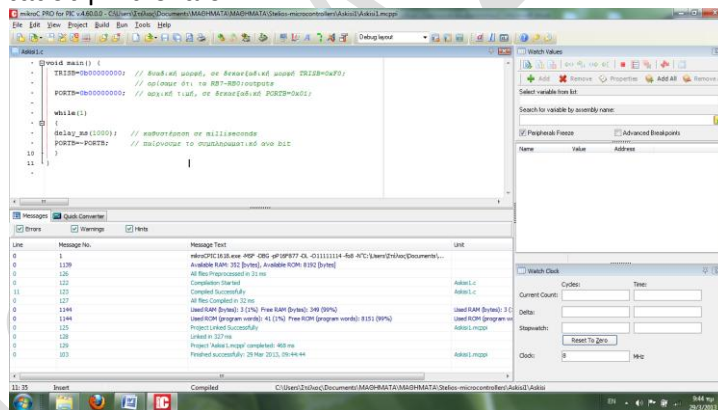 mikroC PRO for PIC v.4.60.0.0 - C:\Users\Στέλιος\Documents\ΜΑΘΗΜΑΤΑ\ΜΑΘΗΜΑΤΑ\Stelios-microcontrollers\Askisi1\Askisi1.mcppi
File Edit View Project Build Run Tools Help
Debug layout
Askisi1.c
void main() {
TRISB=0b00000000; // δυαδική μορφή, σε δεκαεξαδική μορφή TRISB=0xF0;
// ορίσαμε ότι τα RB7-RB0:outputs
PORTB=0b00000000; // αρχική τιμή, σε δεκαεξαδική PORTB=0x01;
while(1)
{
delay_ms(1000); // καθυστέρηση σε milliseconds
PORTB=~PORTB; // παίρνουμε το συμπληρωματικό ανα bit
10 }
11 }
Watch Values
Add Remove Properties Add All Remove
Select variable from list:
Search for variable by assembly name:
Peripherals Freeze Advanced Breakpoints
Name Value Address
Messages Quick Converter
Errors Warnings Hints
Line Message No. Message Text Unit
0 1 mikroCPIC1618.exe -MSF -DBG -pP16F877 -DL -O11111114 -fo8
0 1139 Available RAM: 352 [bytes], Available ROM: 8192 [bytes]
0 126 All files Preprocessed in 31 ms
0 122 Compilation Started Askisi1.c
11 123 Compiled Successfully Askisi1.c
0 127 All files Compiled in 32 ms
0 1144 Used RAM (bytes): 3 (1%) Free RAM (bytes): 349 (99%) Used RAM (bytes): 3 (1
0 1144 Used ROM (program words): 41 (1%) Free ROM (program words): 8151 (99%) Used ROM (program wo
0 125 Project Linked Successfully Askisi1.mcppi
0 128 Linked in 327 ms
0 129 Project 'Askisi1.mcppi' completed: 468 ms
0 103 Finished successfully: 29 Mar 2013, 09:44:44 Askisi1.mcppi
Watch Clock
Cycles: Time:
Current Count:
Delta:
Stopwatch:
Reset To Zero
Clock: 8 MHz
11: 35 Insert Compiled C:\Users\Στέλιος\Documents\ΜΑΘΗΜΑΤΑ\ΜΑΘΗΜΑΤΑ\Stelios-microcontrollers\Askisi1\Askisi
EN 9:44 πμ
29/3/2013